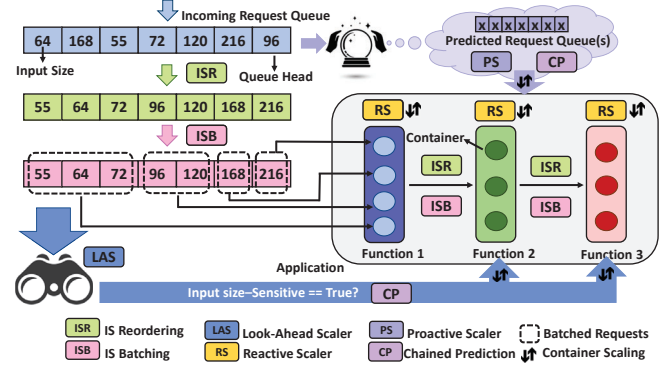 Incoming Request Queue
64 168 55 72 120 216 96
Input Size
Queue Head
x x x x x x x
Predicted Request Queue(s)
PS CP
ISR
55 64 72 96 120 168 216
ISB
55 64 72 96 120 168 216
RS RS RS
Container
ISR ISR
ISB ISB
Function 1 Function 2 Function 3
LAS
Application
Input size–Sensitive == True? CP
ISR IS Reordering LAS Look-Ahead Scaler PS Proactive Scaler Batched Requests
ISB IS Batching RS Reactive Scaler CP Chained Prediction Container Scaling